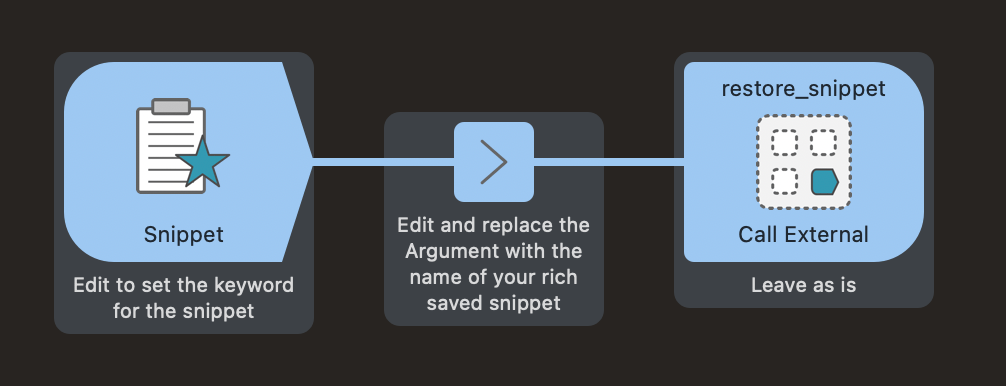 Snippet
Edit to set the keyword
for the snippet
Edit and replace the
Argument with the
name of your rich
saved snippet
restore_snippet
Call External
Leave as is